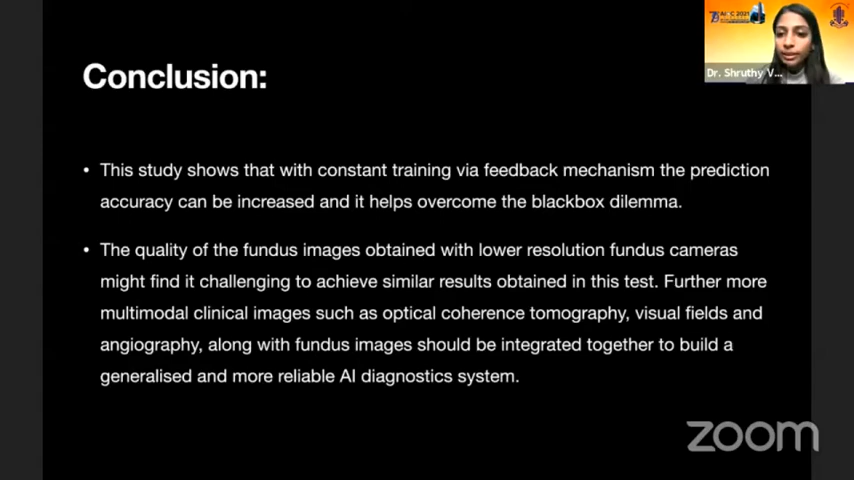 Conclusion:
Dr. Shruthy V...
• This study shows that with constant training via feedback mechanism the prediction
accuracy can be increased and it helps overcome the blackbox dilemma.
• The quality of the fundus images obtained with lower resolution fundus cameras
might find it challenging to achieve similar results obtained in this test. Further more
multimodal clinical images such as optical coherence tomography, visual fields and
angiography, along with fundus images should be integrated together to build a
generalised and more reliable AI diagnostics system.
zoom